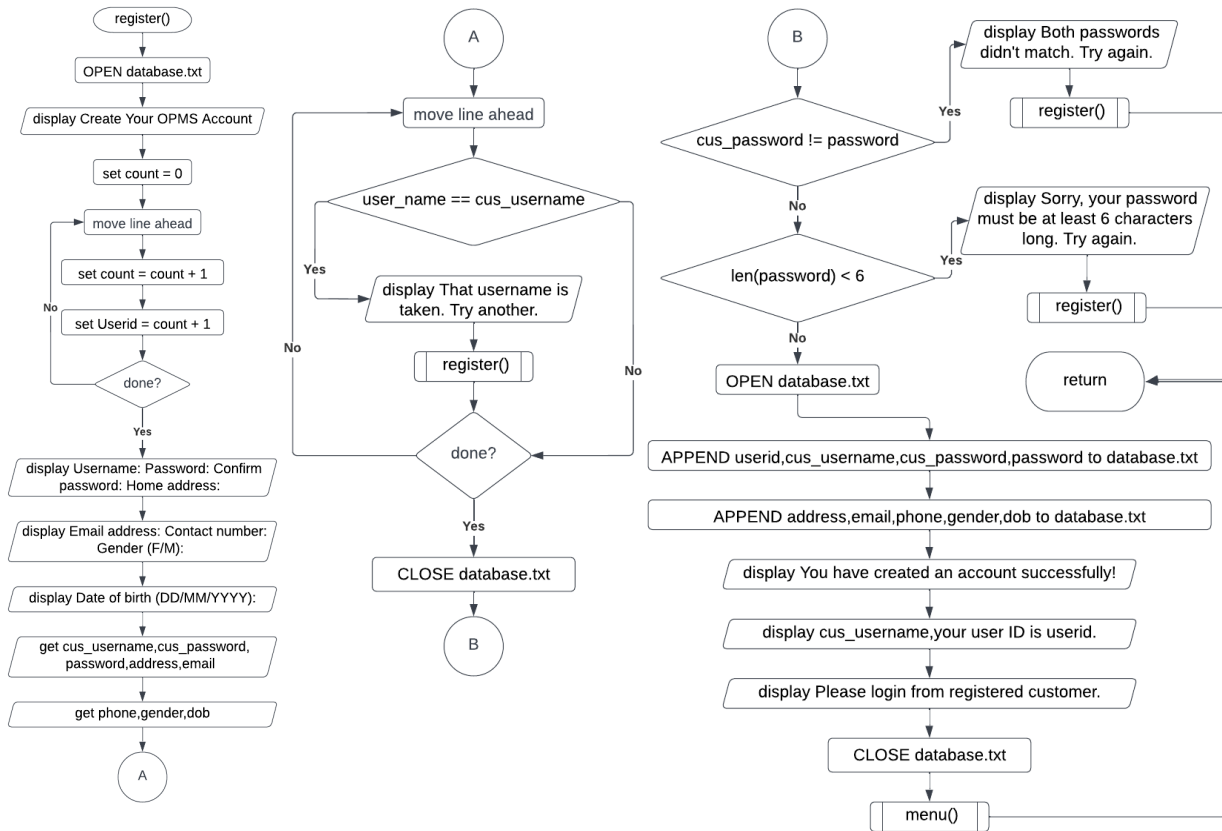 register()
OPEN database.txt
display Create Your OPMS Account
set count = 0
move line ahead
set count = count + 1
No
set Userid = count + 1
done?
Yes
display Username: Password: Confirm
password: Home address:
display Email address: Contact number:
Gender (F/M):
display Date of birth (DD/MM/YYYY):
get cus_username,cus_password,
password,address,email
get phone,gender,dob
A
A
move line ahead
user_name == cus_username
Yes
display That username is
taken. Try another.
No
register()
No
done?
Yes
CLOSE database.txt
B
B
display Both passwords
didn't match. Try again.
Yes
register()
cus_password != password
No
display Sorry, your password
must be at least 6 characters
long. Try again.
Yes
len(password) < 6
register()
No
OPEN database.txt
return
APPEND userid,cus_username,cus_password,password to database.txt
APPEND address,email,phone,gender,dob to database.txt
display You have created an account successfully!
display cus_username,your user ID is userid.
display Please login from registered customer.
CLOSE database.txt
menu()